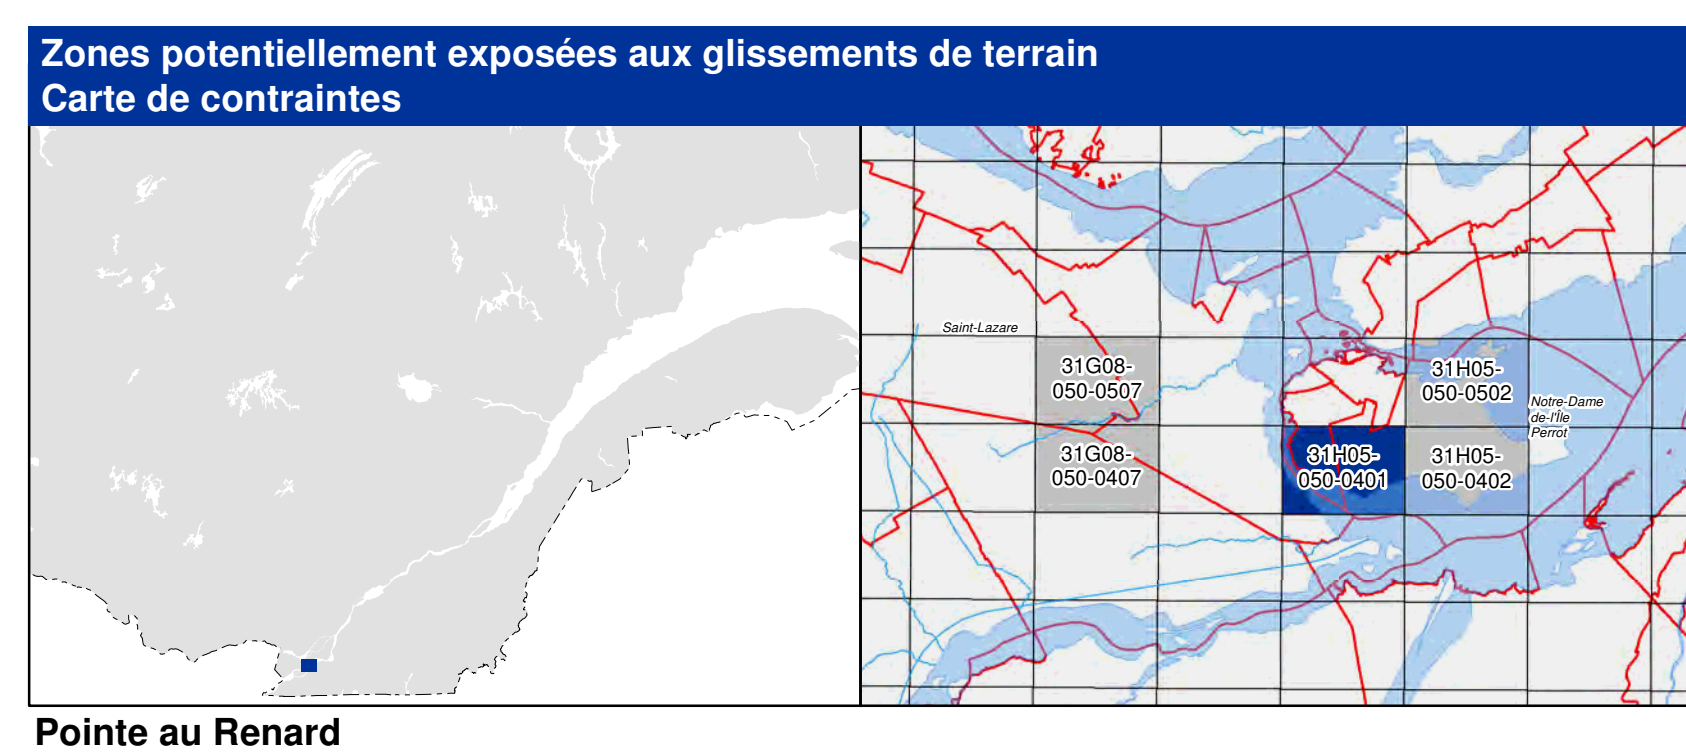 Zones potentiellement exposées aux glissements de terrain
Carte de contraintes
Saint-Lazare
31G08-
050-0507
31H05-
050-0502
Notre-Dame
de-l'Île
Perrot
31G08-
050-0407
31H05-
050-0401
31H05-
050-0402
Pointe au Renard